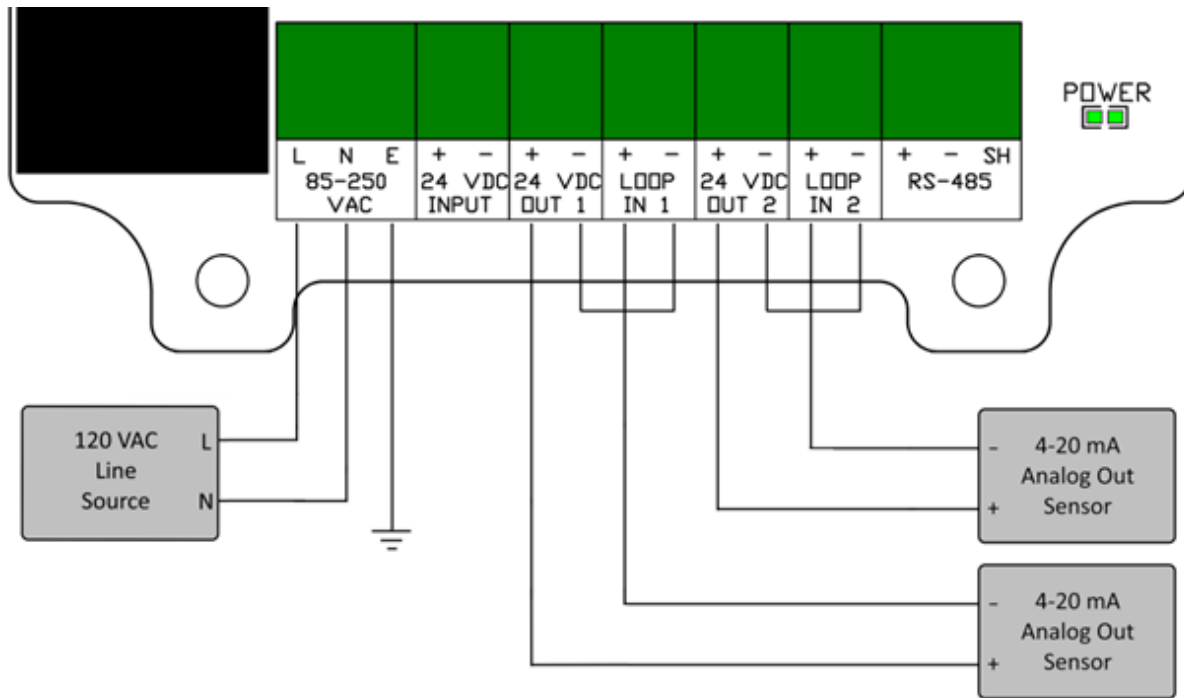 POWER
L N E + - + - + - + - + - + - SH
85-250 24 VDC 24 VDC LOOP 24 VDC LOOP RS-485
VAC INPUT OUT 1 IN 1 OUT 2 IN 2
120 VAC L
Line
Source N
- 4-20 mA
Analog Out
+ Sensor
- 4-20 mA
Analog Out
+ Sensor